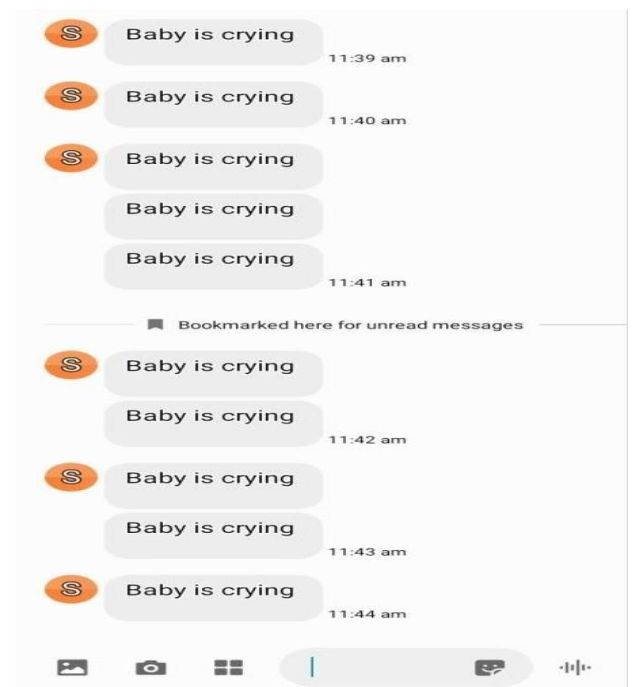 S Baby is crying
11:39 am
S Baby is crying
11:40 am
S Baby is crying
Baby is crying
Baby is crying
11:41 am
Bookmarked here for unread messages
S Baby is crying
Baby is crying
11:42 am
S Baby is crying
Baby is crying
11:43 am
S Baby is crying
11:44 am